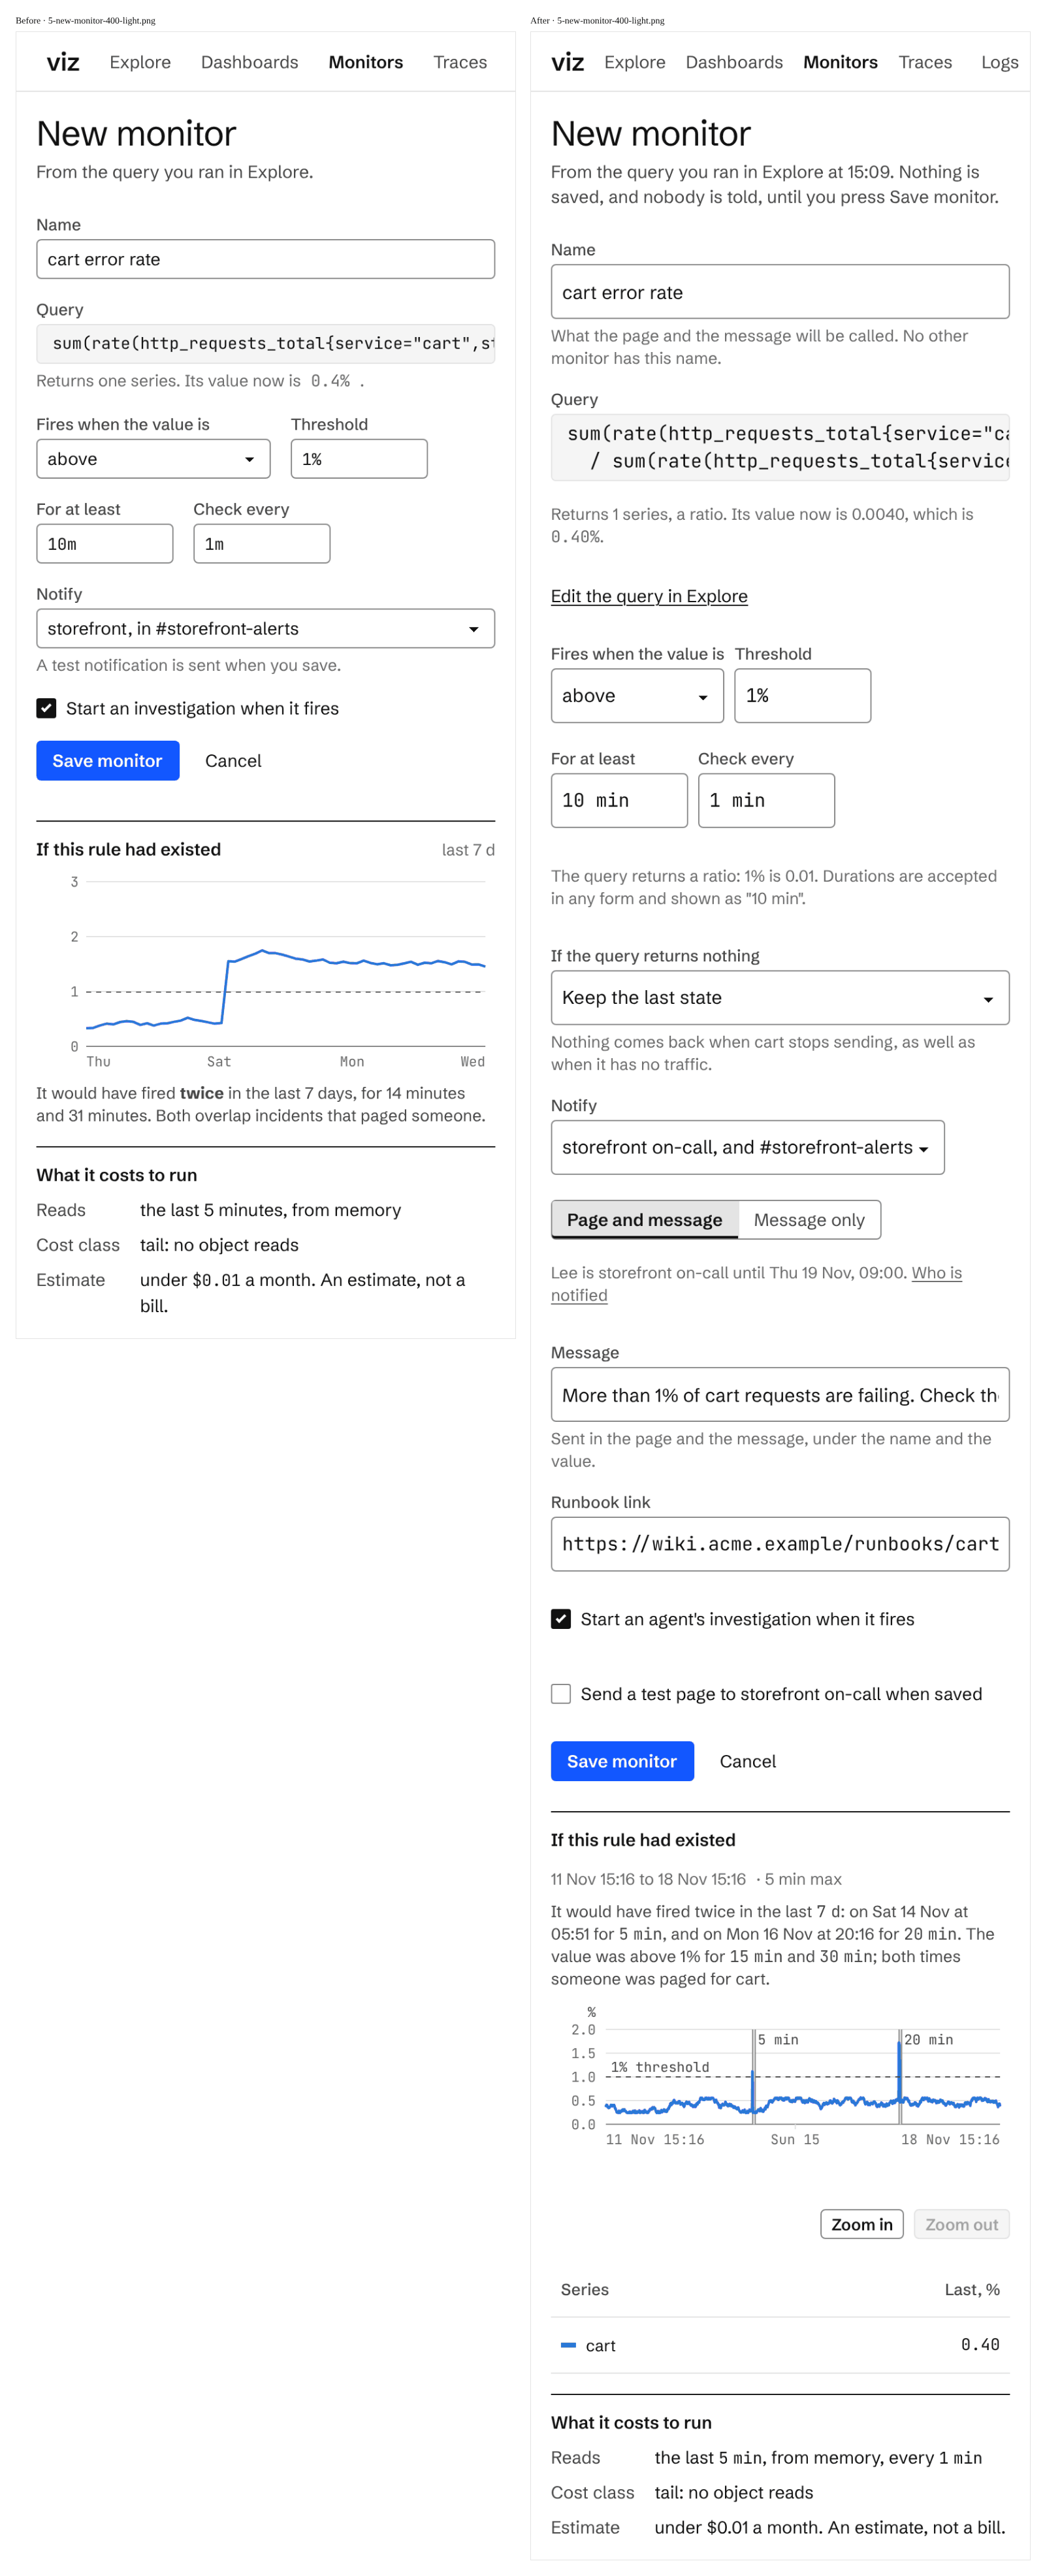 Before · 5-new-monitor-400-light.png
viz Explore Dashboards Monitors Traces
New monitor
From the query you ran in Explore.
Name
cart error rate
Query
sum(rate(http_requests_total{service="cart",st
Returns one series. Its value now is 0.4% .
Fires when the value is Threshold
above 1%
For at least Check every
10m 1m
Notify
storefront, in #storefront-alerts
A test notification is sent when you save.
Start an investigation when it fires
Save monitor Cancel
If this rule had existed last 7 d
3
2
1
0
Thu Sat Mon Wed
It would have fired twice in the last 7 days, for 14 minutes
and 31 minutes. Both overlap incidents that paged someone.
What it costs to run
Reads the last 5 minutes, from memory
Cost class tail: no object reads
Estimate under $0.01 a month. An estimate, not a
bill.
After · 5-new-monitor-400-light.png
viz Explore Dashboards Monitors Traces Logs
New monitor
From the query you ran in Explore at 15:09. Nothing is
saved, and nobody is told, until you press Save monitor.
Name
cart error rate
What the page and the message will be called. No other
monitor has this name.
Query
sum(rate(http_requests_total{service="ca
/ sum(rate(http_requests_total{service
Returns 1 series, a ratio. Its value now is 0.0040, which is
0.40%.
Edit the query in Explore
Fires when the value is Threshold
above 1%
For at least Check every
10 min 1 min
The query returns a ratio: 1% is 0.01. Durations are accepted
in any form and shown as "10 min".
If the query returns nothing
Keep the last state
Nothing comes back when cart stops sending, as well as
when it has no traffic.
Notify
storefront on-call, and #storefront-alerts
Page and message Message only
Lee is storefront on-call until Thu 19 Nov, 09:00. Who is
notified
Message
More than 1% of cart requests are failing. Check the
Sent in the page and the message, under the name and the
value.
Runbook link
https://wiki.acme.example/runbooks/cart
Start an agent's investigation when it fires
Send a test page to storefront on-call when saved
Save monitor Cancel
If this rule had existed
11 Nov 15:16 to 18 Nov 15:16 · 5 min max
It would have fired twice in the last 7 d: on Sat 14 Nov at
05:51 for 5 min, and on Mon 16 Nov at 20:16 for 20 min. The
value was above 1% for 15 min and 30 min; both times
someone was paged for cart.
%
2.0
1.5
1.0
0.5
0.0
5 min 20 min
1% threshold
11 Nov 15:16 Sun 15 18 Nov 15:16
Zoom in Zoom out
Series Last, %
cart 0.40
What it costs to run
Reads the last 5 min, from memory, every 1 min
Cost class tail: no object reads
Estimate under $0.01 a month. An estimate, not a bill.